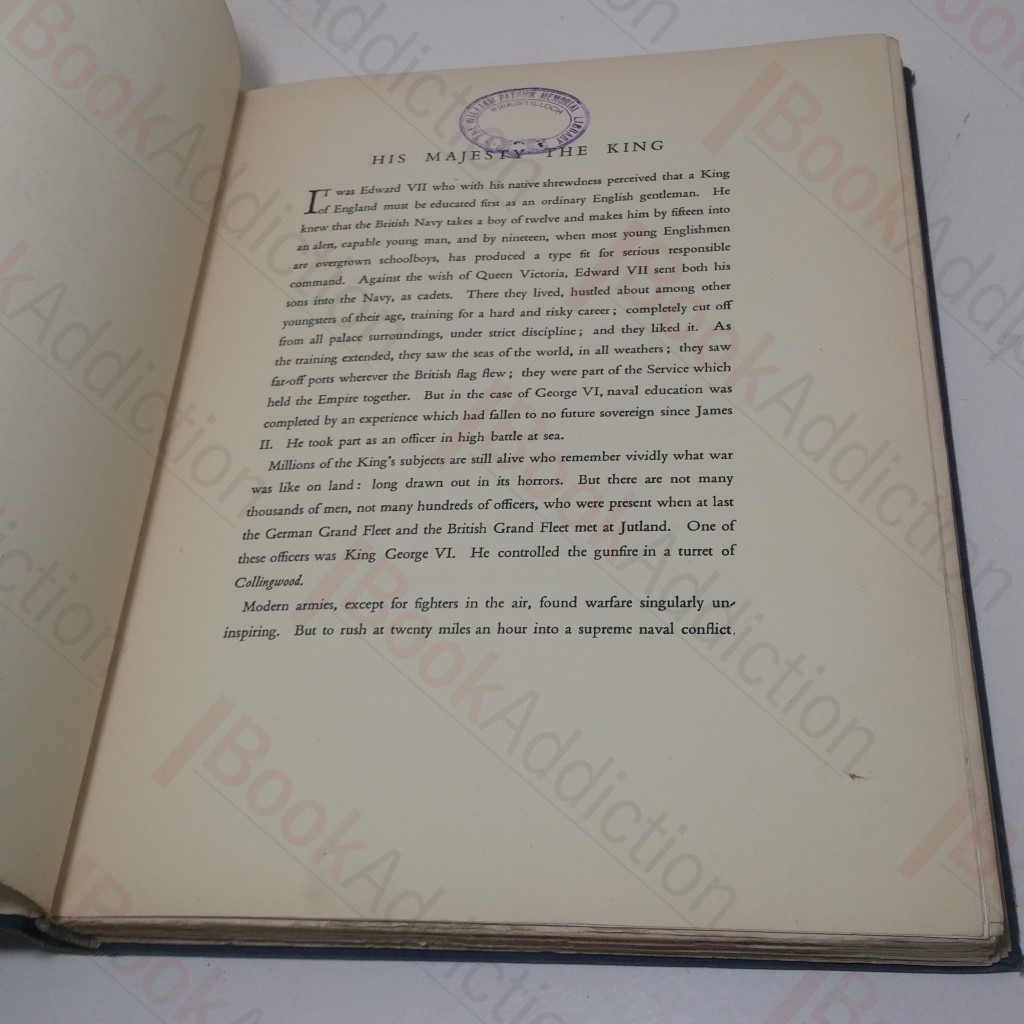 THE WILLIAM PATRICK MEMORIAL LIBRARY
KIRKINTILLOCH
HIS MAJESTY THE KING
IT was Edward VII who with his native shrewdness perceived that a King
of England must be educated first as an ordinary English gentleman. He
knew that the British Navy takes a boy of twelve and makes him by fifteen into
an alert, capable young man, and by nineteen, when most young Englishmen
are overgrown schoolboys, has produced a type fit for serious responsible
command. Against the wish of Queen Victoria, Edward VII sent both his
sons into the Navy, as cadets. There they lived, hustled about among other
youngsters of their age, training for a hard and risky career; completely cut off
from all palace surroundings, under strict discipline; and they liked it. As
the training extended, they saw the seas of the world, in all weathers; they saw
far-off ports wherever the British flag flew; they were part of the Service which
held the Empire together. But in the case of George VI, naval education was
completed by an experience which had fallen to no future sovereign since James
II. He took part as an officer in high battle at sea.
Millions of the King's subjects are still alive who remember vividly what war
was like on land: long drawn out in its horrors. But there are not many
thousands of men, not many hundreds of officers, who were present when at last
the German Grand Fleet and the British Grand Fleet met at Jutland. One of
these officers was King George VI. He controlled the gunfire in a turret of
Collingwood.
Modern armies, except for fighters in the air, found warfare singularly un-
inspiring. But to rush at twenty miles an hour into a supreme naval conflict,
BookAddiction
BookAddiction
BookAddiction
BookAddiction
BookAddiction
BookAddiction